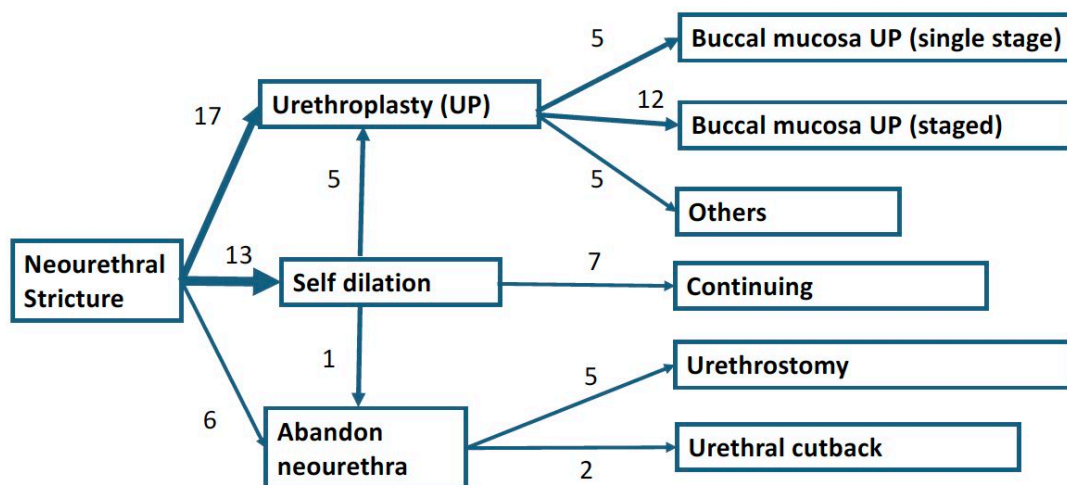 5
Buccal mucosa UP (single stage)
17
Urethroplasty (UP)
12
Buccal mucosa UP (staged)
5
5
Others
Neourethral
Stricture
13
Self dilation
7
Continuing
1
5
Urethrostomy
6
Abandon
neourethra
2
Urethral cutback